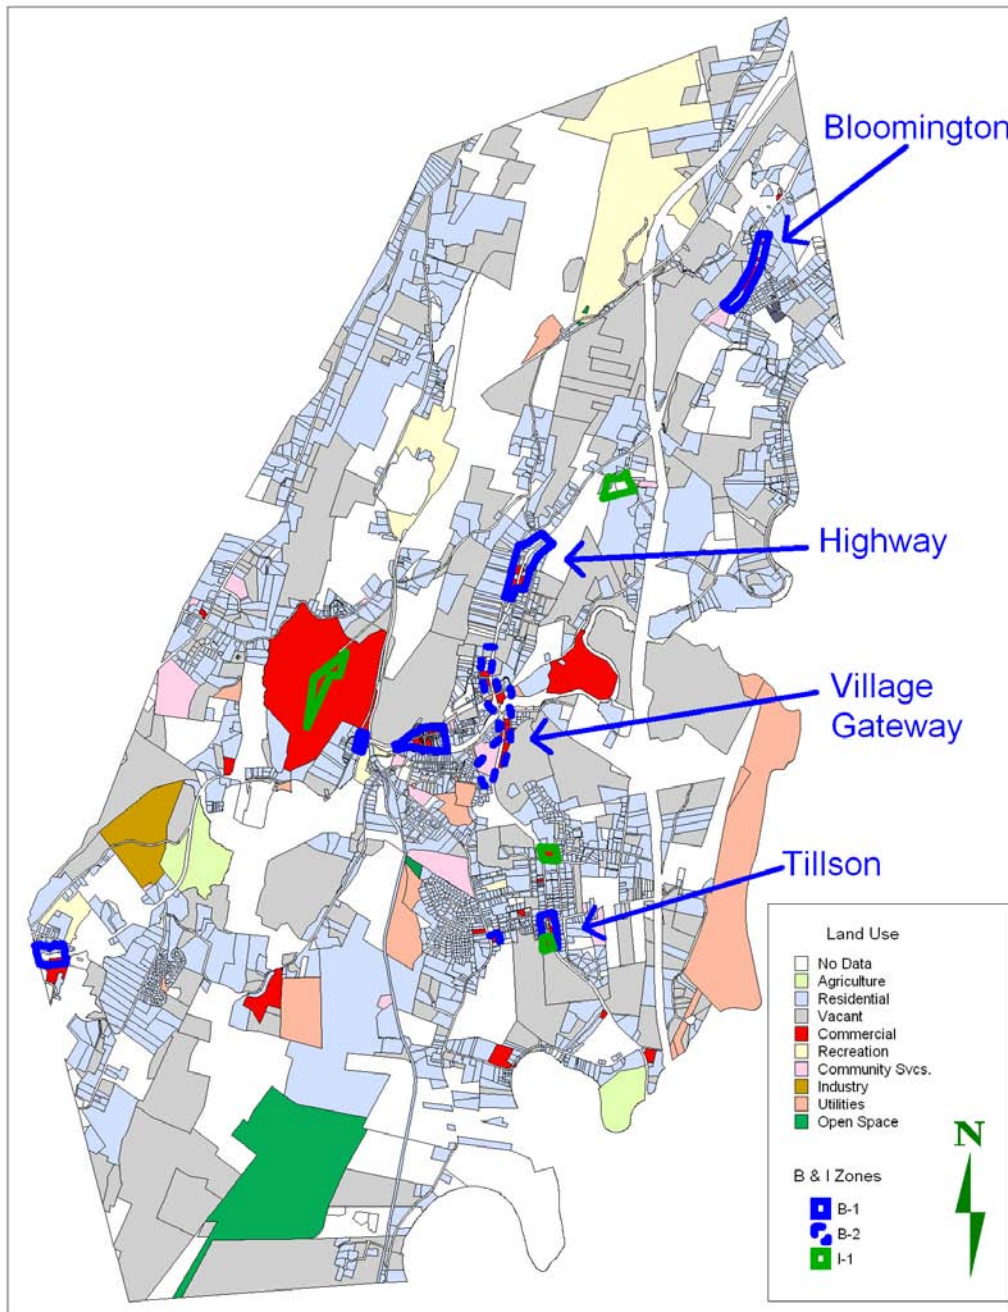 Bloomington
Highway
Village
Gateway
Tillson
Land Use
No Data
Agriculture
Residential
Vacant
Commercial
Recreation
Community Svcs.
Industry
Utilities
Open Space
N
B & I Zones
B-1
B-2
I-1